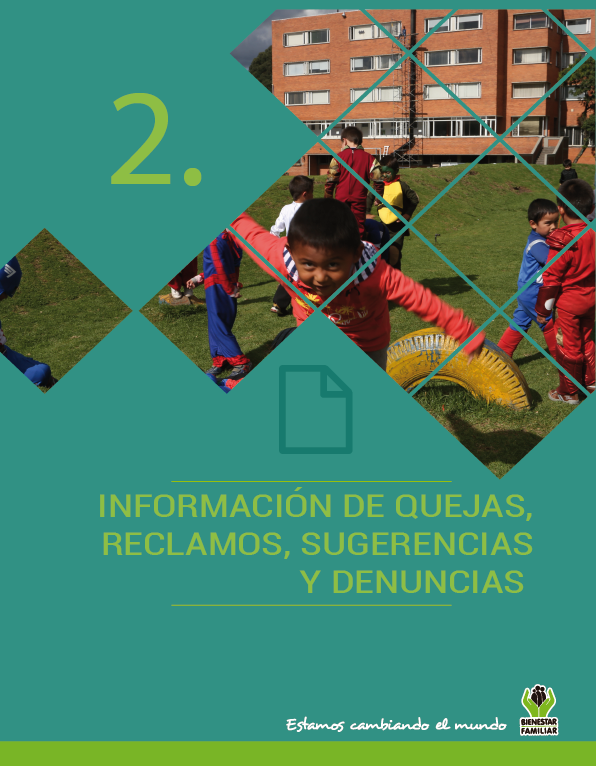 2.
INFORMACIÓN DE QUEJAS,
RECLAMOS, SUGERENCIAS
Y DENUNCIAS
Estamos cambiando el mundo
BIENESTAR
FAMILIAR